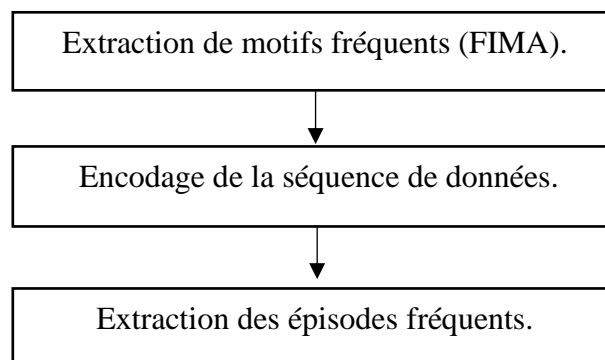 Extraction de motifs fréquents (FIMA).
Encodage de la séquence de données.
Extraction des épisodes fréquents.